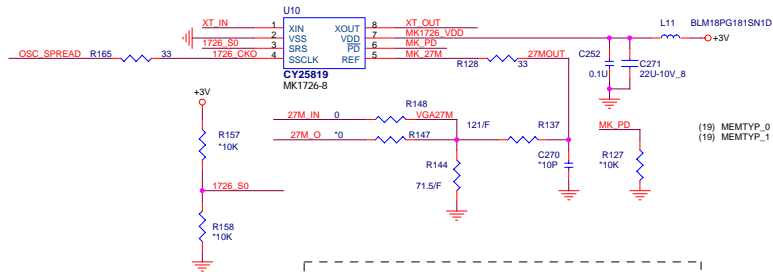 U10
XT_IN 1 XIN XOUT 8 XT_OUT
2 VSS VDD 7 MK1726_VDD
1726_S0 3 SRS PD 6 MK_PD
1726_CKO 4 SSCLK REF 5 MK_27M
CY25819
MK1726-8
OSC_SPREAD R165 33
R128 33 27MOUT
L11 BLM18PG181SN1D
+3V
C252
0.1U
C271
22U-10V_8
+3V
R157
*10K
1726_S0
R158
*10K
27M_IN 0 R148 VGA27M
27M_O *0 R147
121/F R137
R144
71.5/F
C270
*10P
MK_PD
R127
*10K
(19) MEMTYP_0
(19) MEMTYP_1